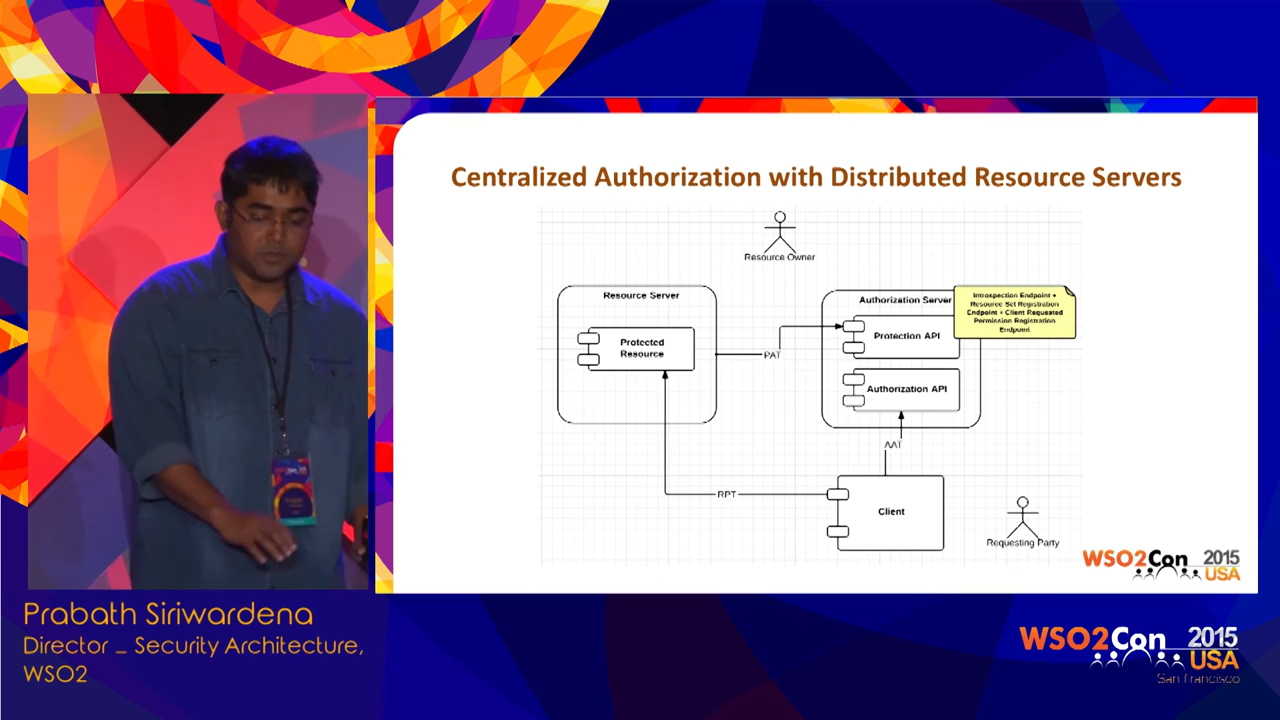 Centralized Authorization with Distributed Resource Servers
Resource Owner
Resource Server
Protected
Resource
PAT
Authorization Server
Introspection Endpoint +
Resource Set Registration
Endpoint + Client Requested
Permission Registration
Endpoint
Protection API
Authorization API
AAT
RPT
Client
Requesting Party
WSO2Con 2015
USA
Prabath Siriwardena
Director _ Security Architecture,
WSO2
WSO2Con 2015
USA
San Francisco